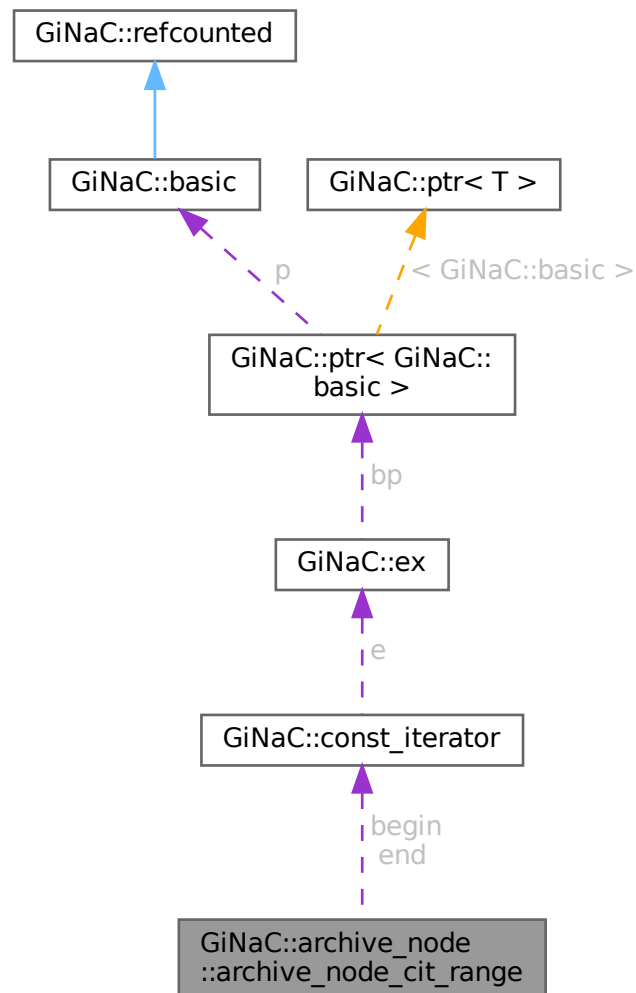 GiNaC::refcounted
GiNaC::basic
GiNaC::ptr< T >
p
< GiNaC::basic >
GiNaC::ptr< GiNaC::
basic >
bp
GiNaC::ex
e
GiNaC::const_iterator
begin
end
GiNaC::archive_node
::archive_node_cit_range